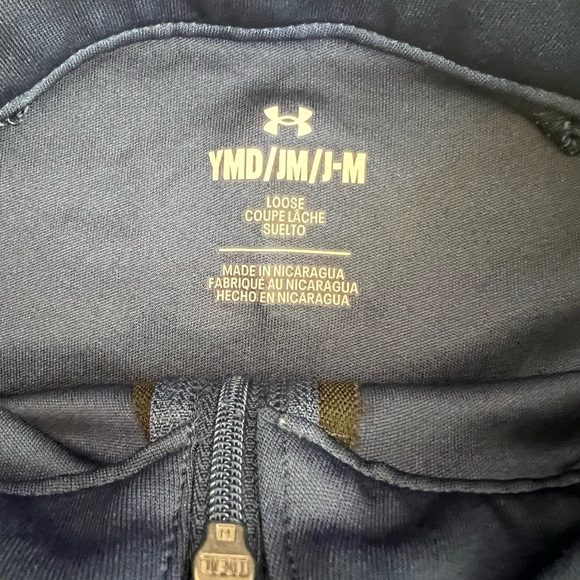 YMD/JM/J-M
LOOSE
COUPE LÂCHE
SUELTO
MADE IN NICARAGUA
FABRIQUÉ AU NICARAGUA
HECHO EN NICARAGUA